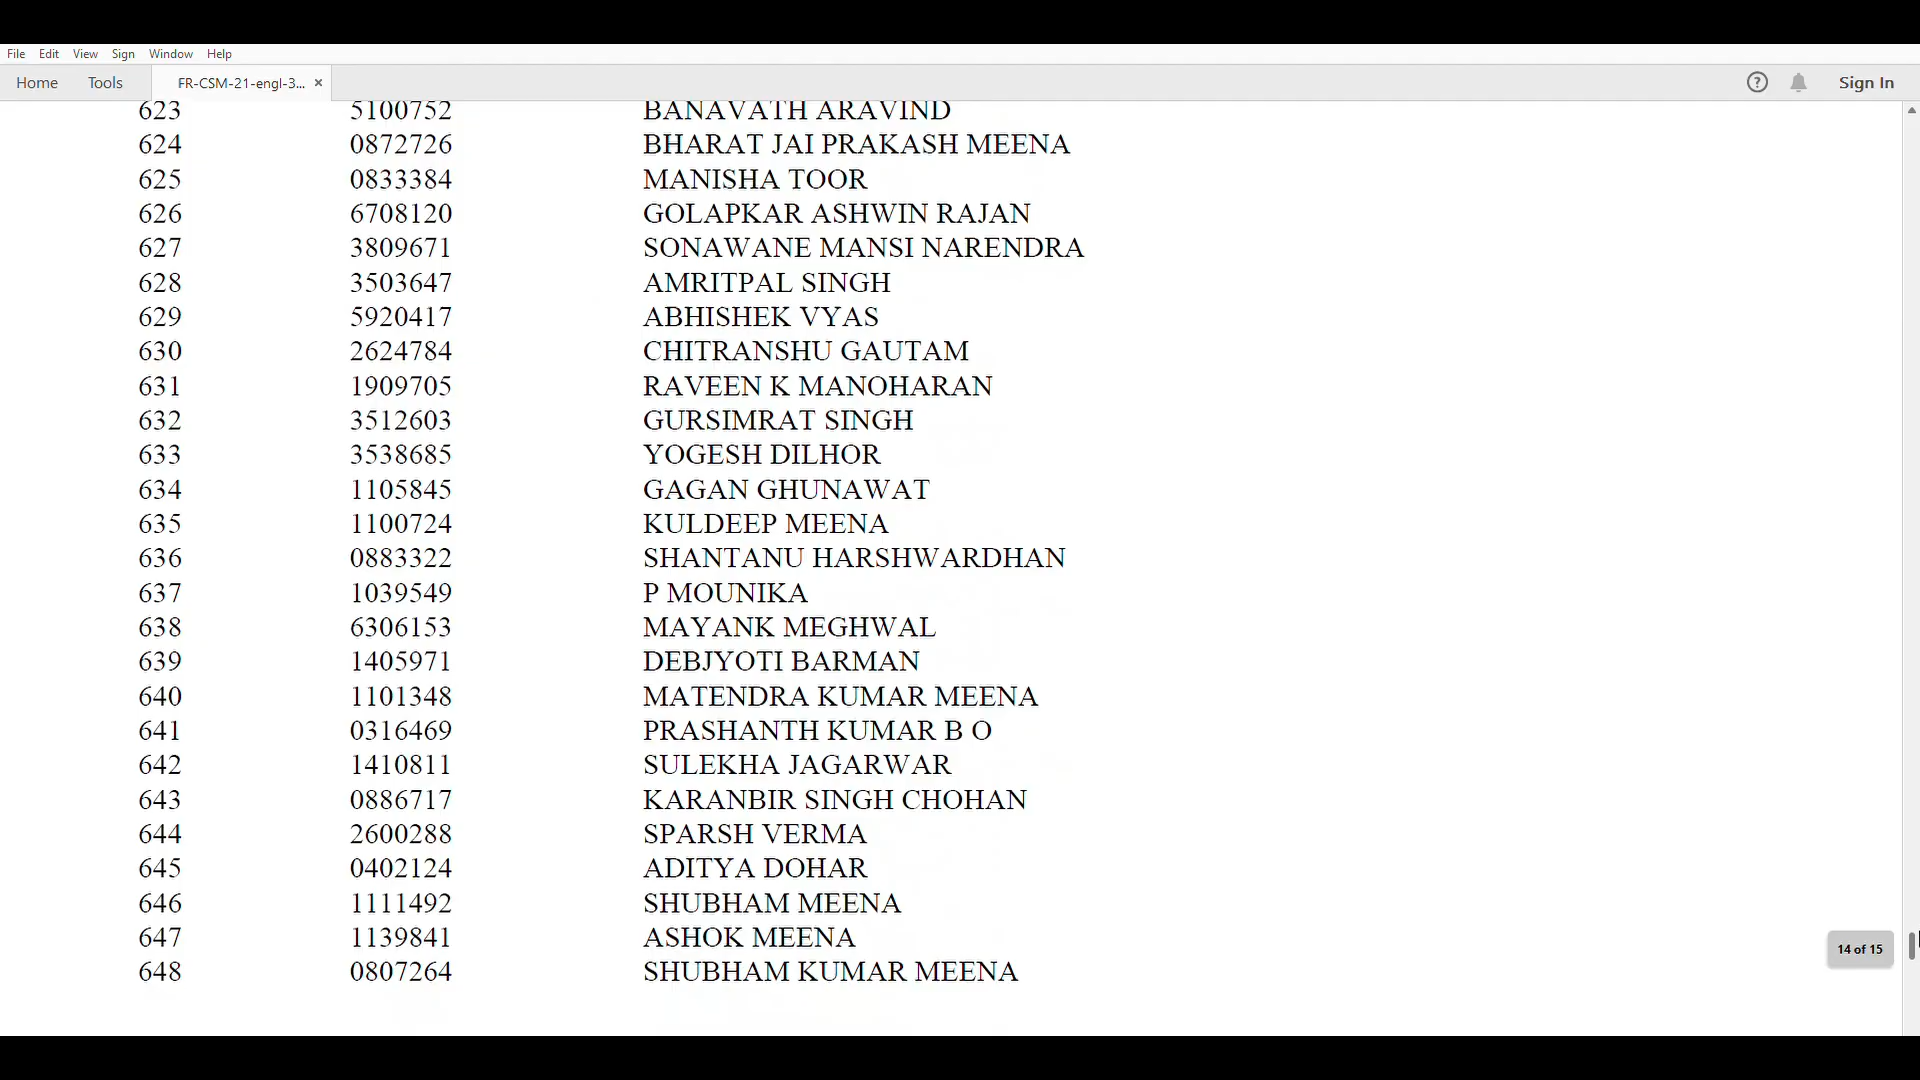 File Edit View Sign Window Help
Home Tools FR-CSM-21-engl-3... × ? Sign In
623 5100752 BANAVATH ARAVIND
624 0872726 BHARAT JAI PRAKASH MEENA
625 0833384 MANISHA TOOR
626 6708120 GOLAPKAR ASHWIN RAJAN
627 3809671 SONAWANE MANSI NARENDRA
628 3503647 AMRITPAL SINGH
629 5920417 ABHISHEK VYAS
630 2624784 CHITRANSHU GAUTAM
631 1909705 RAVEEN K MANOHARAN
632 3512603 GURSIMRAT SINGH
633 3538685 YOGESH DILHOR
634 1105845 GAGAN GHUNAWAT
635 1100724 KULDEEP MEENA
636 0883322 SHANTANU HARSHWARDHAN
637 1039549 P MOUNIKA
638 6306153 MAYANK MEGHWAL
639 1405971 DEBJYOTI BARMAN
640 1101348 MATENDRA KUMAR MEENA
641 0316469 PRASHANTH KUMAR B O
642 1410811 SULEKHA JAGARWAR
643 0886717 KARANBIR SINGH CHOHAN
644 2600288 SPARSH VERMA
645 0402124 ADITYA DOHAR
646 1111492 SHUBHAM MEENA
647 1139841 ASHOK MEENA
14 of 15
648 0807264 SHUBHAM KUMAR MEENA